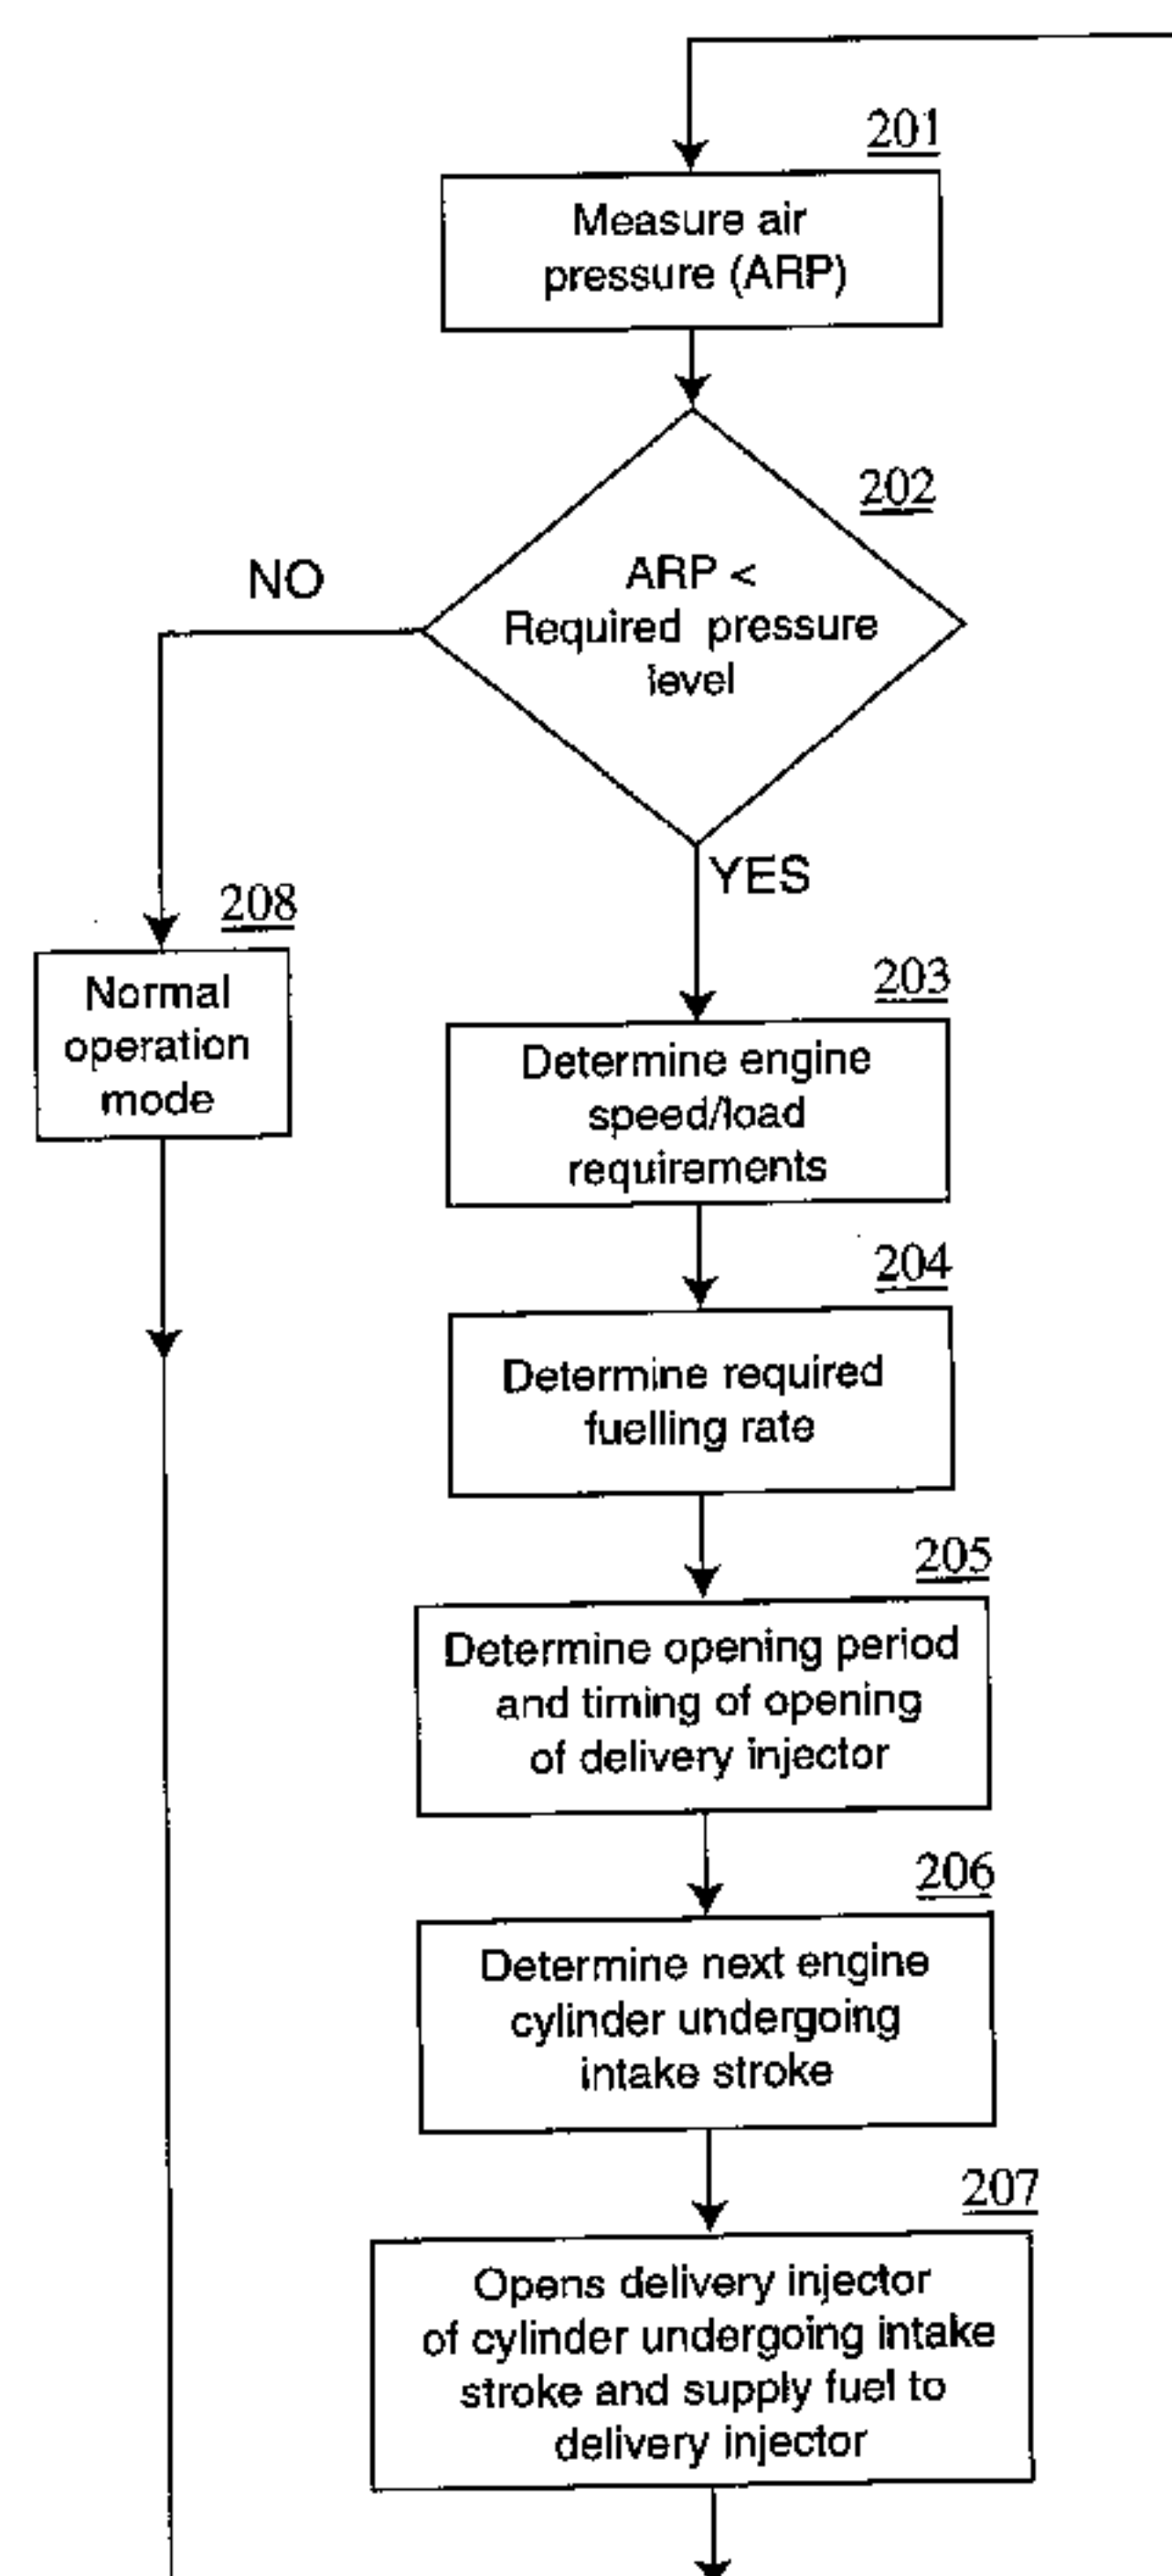 201
Measure air
pressure (ARP)
202
ARP <
Required pressure
level
NO
YES
208
Normal
operation
mode
203
Determine engine
speed/load
requirements
204
Determine required
fuelling rate
205
Determine opening period
and timing of opening
of delivery injector
206
Determine next engine
cylinder undergoing
intake stroke
207
Opens delivery injector
of cylinder undergoing intake
stroke and supply fuel to
delivery injector